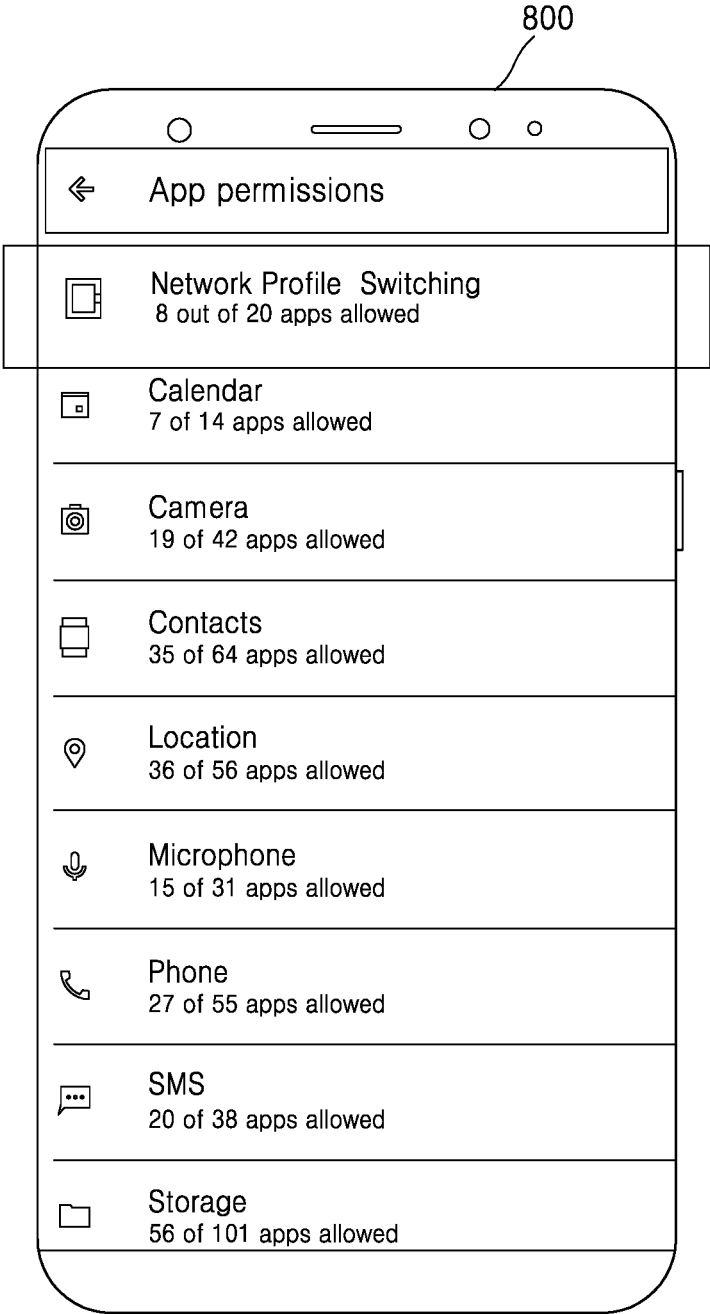 800
App permissions
Network Profile Switching
8 out of 20 apps allowed
Calendar
7 of 14 apps allowed
Camera
19 of 42 apps allowed
Contacts
35 of 64 apps allowed
Location
36 of 56 apps allowed
Microphone
15 of 31 apps allowed
Phone
27 of 55 apps allowed
SMS
20 of 38 apps allowed
Storage
56 of 101 apps allowed